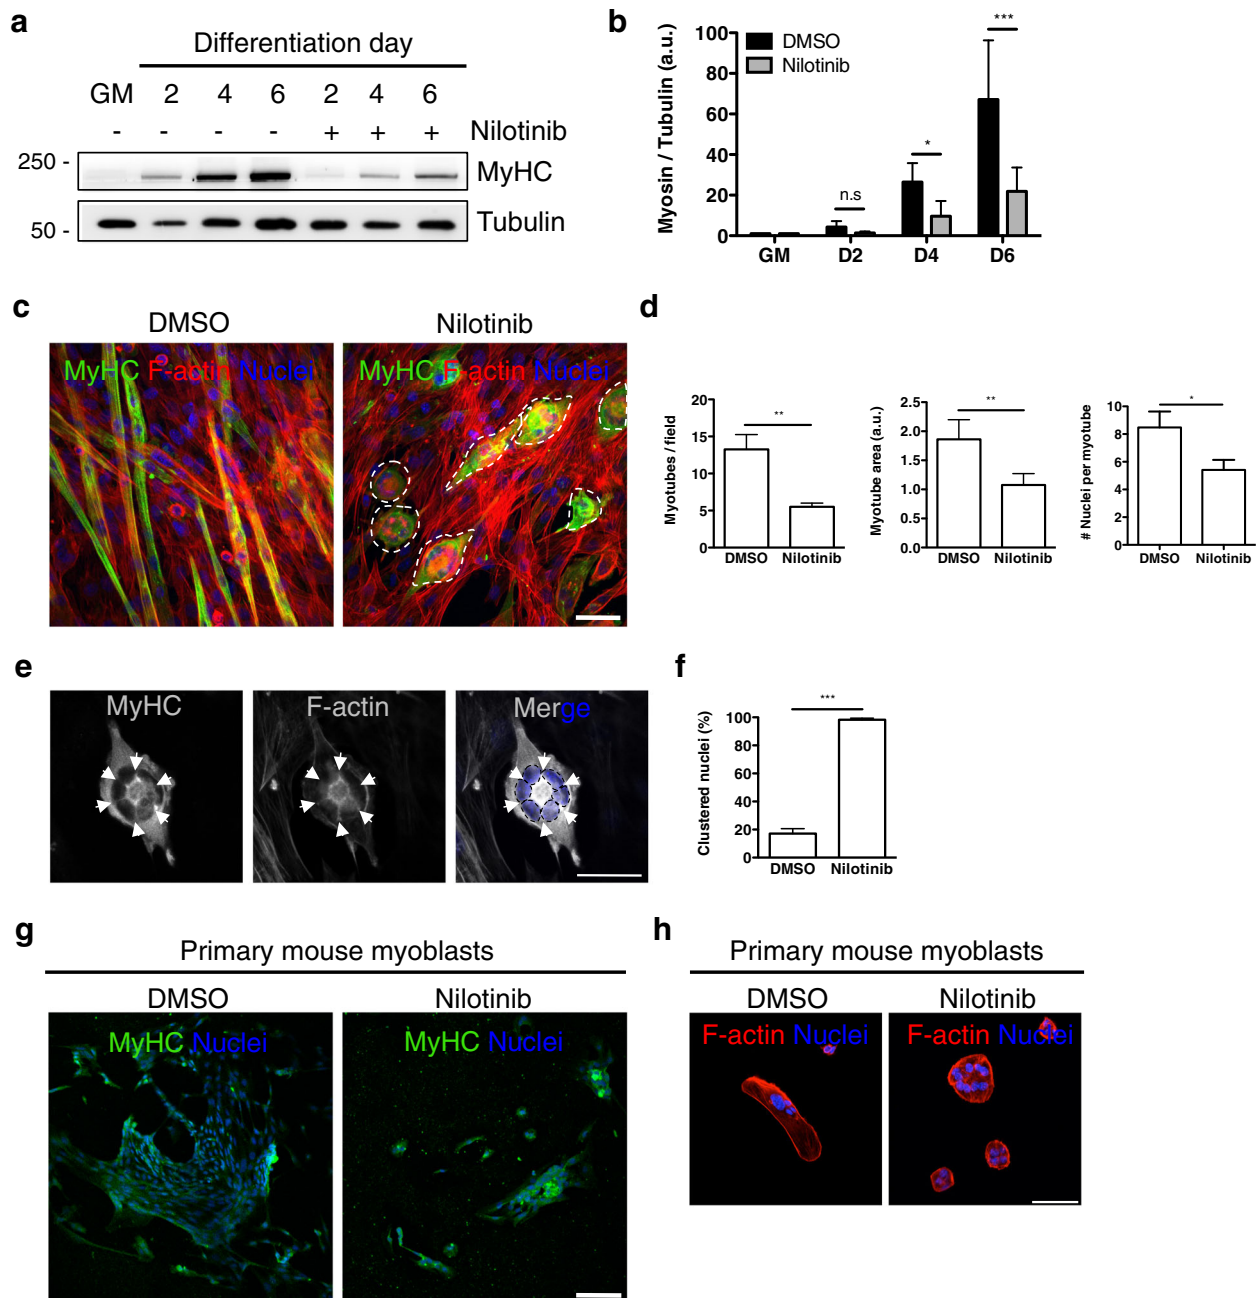 a
Differentiation day
GM 2 4 6 2 4 6
- - - - + + + Nilotinib
250 - MyHC
50 - Tubulin
b
Myosin / Tubulin (a.u.)
100
80
60
40
20
0
DMSO
Nilotinib
n.s
*
***
GM D2 D4 D6
c
DMSO Nilotinib
MyHC F-actin Nuclei MyHC F-actin Nuclei
d
Myotubes / field
20
15
10
5
0
**
DMSO Nilotinib
Myotube area (a.u.)
2.5
2.0
1.5
1.0
0.5
0.0
**
DMSO Nilotinib
# Nuclei per myotube
10
8
6
4
2
0
*
DMSO Nilotinib
e
MyHC F-actin Merge
f
Clustered nuclei (%)
100
80
60
40
20
0
***
DMSO Nilotinib
g
Primary mouse myoblasts
DMSO Nilotinib
MyHC Nuclei MyHC Nuclei
h
Primary mouse myoblasts
DMSO Nilotinib
F-actin Nuclei F-actin Nuclei